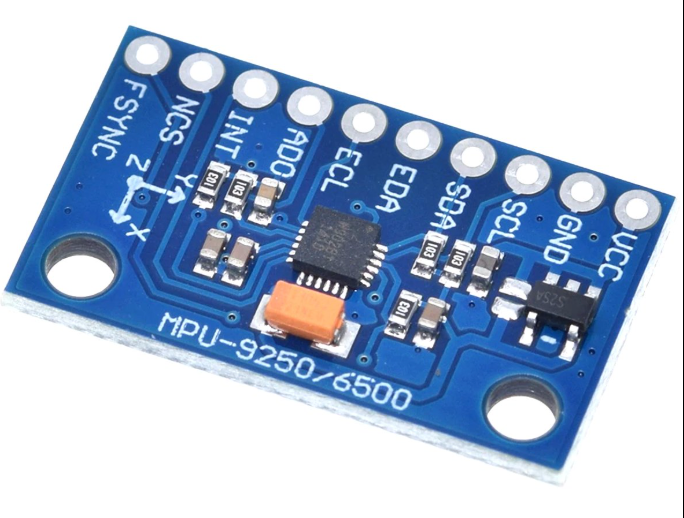 FSYNC
NCS
INT
ADO
ECL
EDA
SDA
SCL
GND
VCC
Z
Y
X
103
103
103
103
103
MPU-9250/6500